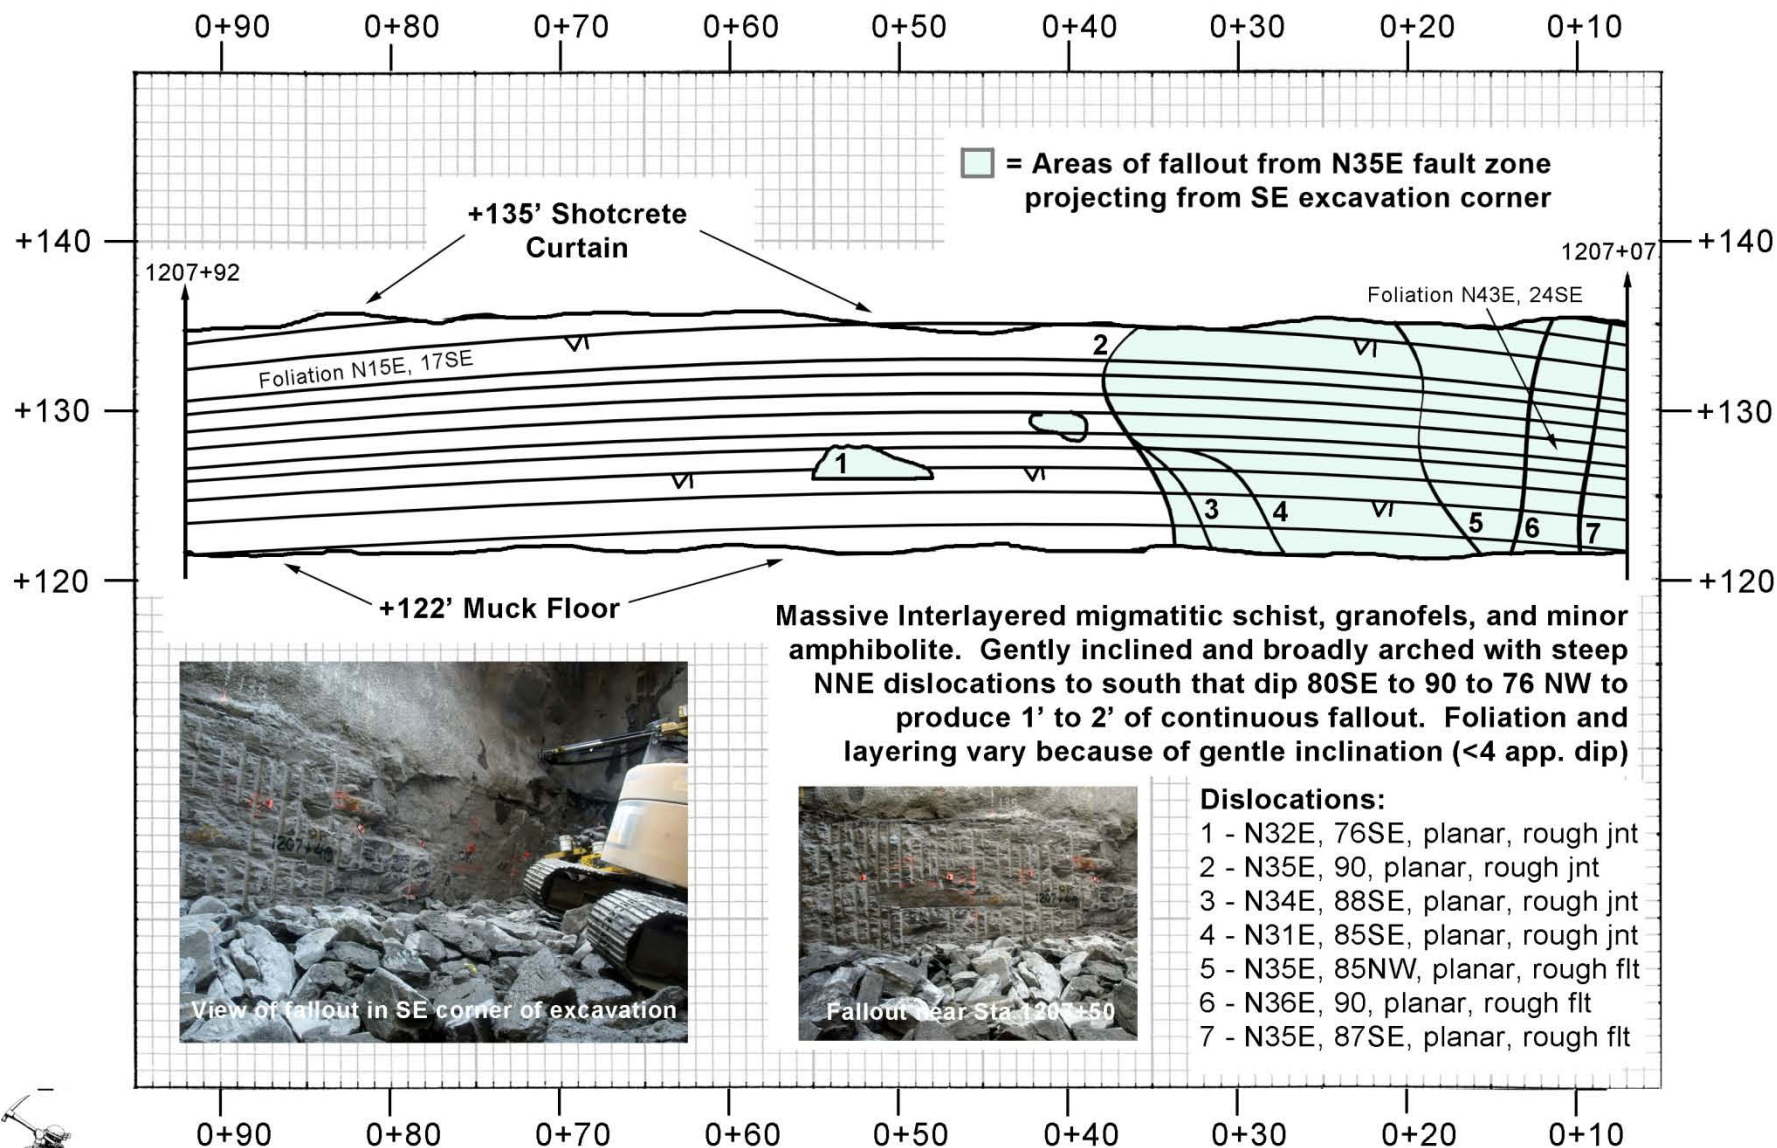 0+90 0+80 0+70 0+60 0+50 0+40 0+30 0+20 0+10
= Areas of fallout from N35E fault zone
projecting from SE excavation corner
+135’ Shotcrete
Curtain
+140
+140
1207+92
1207+07
Foliation N43E, 24SE
2
Foliation N15E, 17SE
+130
+130
1
3
4
5
6
7
+120
+120
+122’ Muck Floor
Massive Interlayered migmatitic schist, granofels, and minor
amphibolite. Gently inclined and broadly arched with steep
NNE dislocations to south that dip 80SE to 90 to 76 NW to
produce 1’ to 2’ of continuous fallout. Foliation and
layering vary because of gentle inclination (<4 app. dip)
Dislocations:
1 - N32E, 76SE, planar, rough jnt
2 - N35E, 90, planar, rough jnt
3 - N34E, 88SE, planar, rough jnt
4 - N31E, 85SE, planar, rough jnt
5 - N35E, 85NW, planar, rough flt
6 - N36E, 90, planar, rough flt
7 - N35E, 87SE, planar, rough flt
View of fallout in SE corner of excavation
Fallout near Sta 1207+50
0+90 0+80 0+70 0+60 0+50 0+40 0+30 0+20 0+10